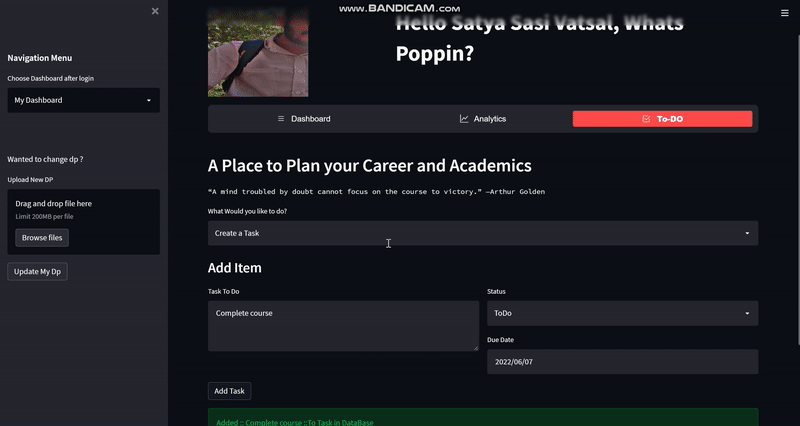 www.BANDICAM.com
Hello Satya Sasi Vatsal, Whats
Poppin?
Navigation Menu
Choose Dashboard after login
My Dashboard
Dashboard
Analytics
To-DO
Wanted to change dp ?
Upload New DP
Drag and drop file here
Limit 200MB per file
Browse files
Update My Dp
A Place to Plan your Career and Academics
“A mind troubled by doubt cannot focus on the course to victory.” —Arthur Golden
What Would you like to do?
Create a Task
Add Item
Task To Do
Complete course
Status
ToDo
Due Date
2022/06/07
Add Task
Added :: Complete course ::To Task in DataBase